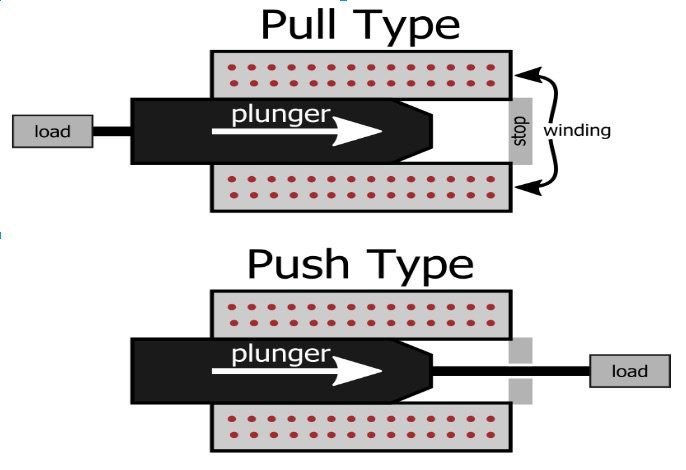 Pull Type
plunger
load
stop
winding
Push Type
plunger
load